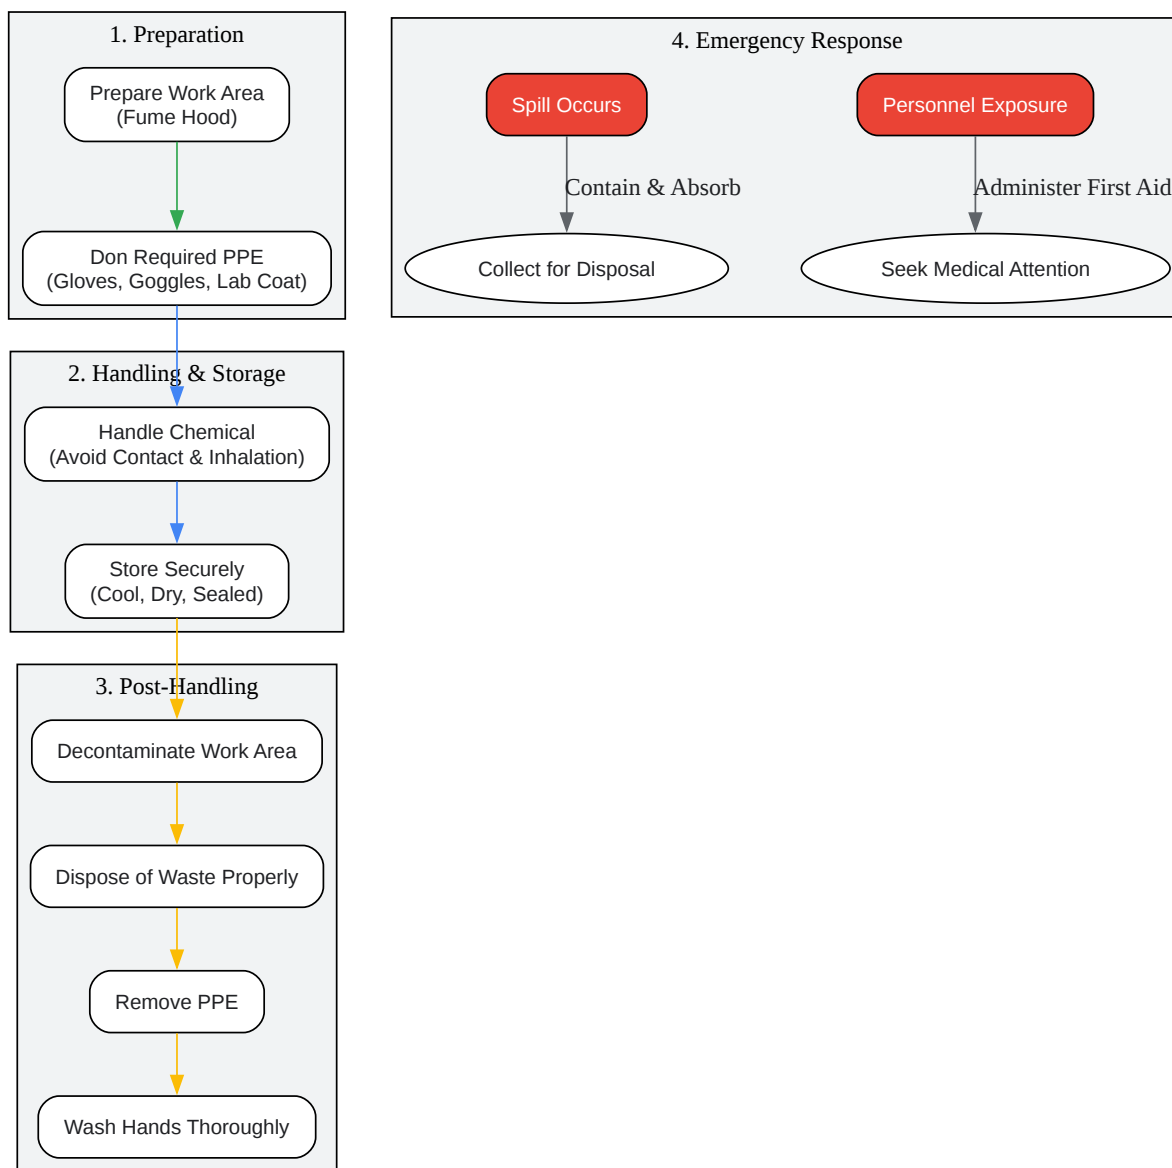 1. Preparation
Prepare Work Area
(Fume Hood)
Don Required PPE
(Gloves, Goggles, Lab Coat)
2. Handling & Storage
Handle Chemical
(Avoid Contact & Inhalation)
Store Securely
(Cool, Dry, Sealed)
3. Post-Handling
Decontaminate Work Area
Dispose of Waste Properly
Remove PPE
Wash Hands Thoroughly
4. Emergency Response
Spill Occurs
Contain & Absorb
Collect for Disposal
Personnel Exposure
Administer First Aid
Seek Medical Attention